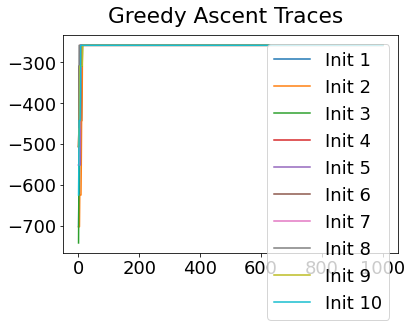 Greedy Ascent Traces
−300
−400
−500
−600
−700
0
200
400
600
800
1000
Init 1
Init 2
Init 3
Init 4
Init 5
Init 6
Init 7
Init 8
Init 9
Init 10